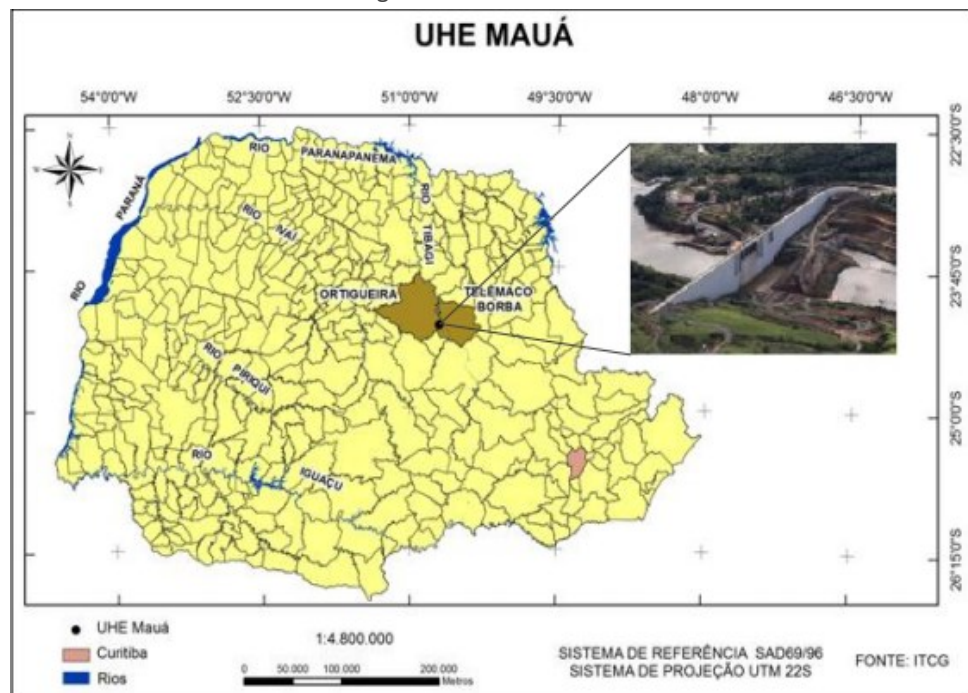 UHE MAUÁ
54°0'0"W 52°30'0"W 51°0'0"W 49°30'0"W 48°0'0"W 46°30'0"W
22°30'0"S
23°45'0"S
25°0'0"S
26°15'0"S
N
RIO PARANAPANEMA
RIO PARANÁ
RIO TIBAGI
RIO IVAÍ
ORTIGUEIRA
TELÊMACO
BORBA
RIO PIRIQUI
RIO IGUAÇU
UHE Mauá
Curitiba
Rios
1:4.800.000
0 50.000 100.000 200.000
Metros
SISTEMA DE REFERÊNCIA SAD69/96
SISTEMA DE PROJEÇÃO UTM 22S
FONTE: ITCG